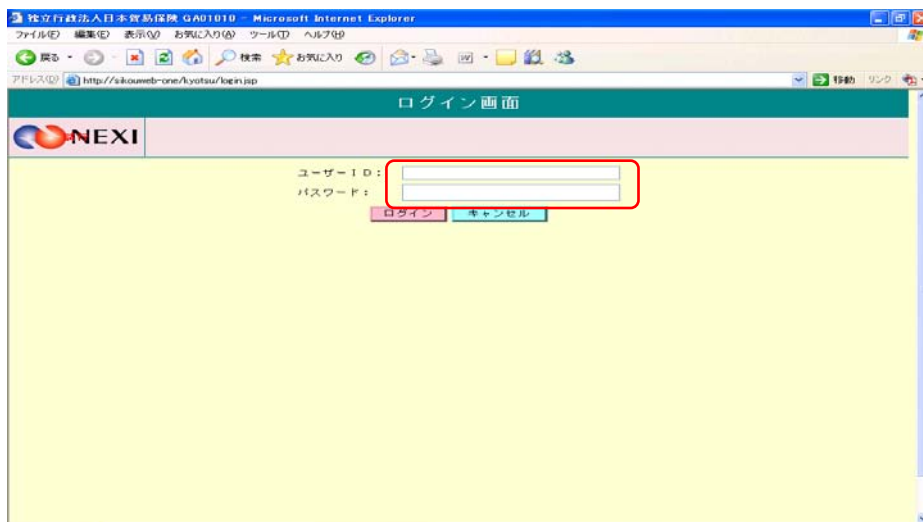 独立行政法人日本貿易保険 GA01010 - Microsoft Internet Explorer
ファイル(F) 編集(E) 表示(V) お気に入り(A) ツール(T) ヘルプ(H)
戻る 検索 お気に入り
アドレス(D) http://sikouweb-one/kyotsu/login.jsp 移動 リンク
ログイン画面
NEXI
ユーザーID:
パスワード:
ログイン キャンセル